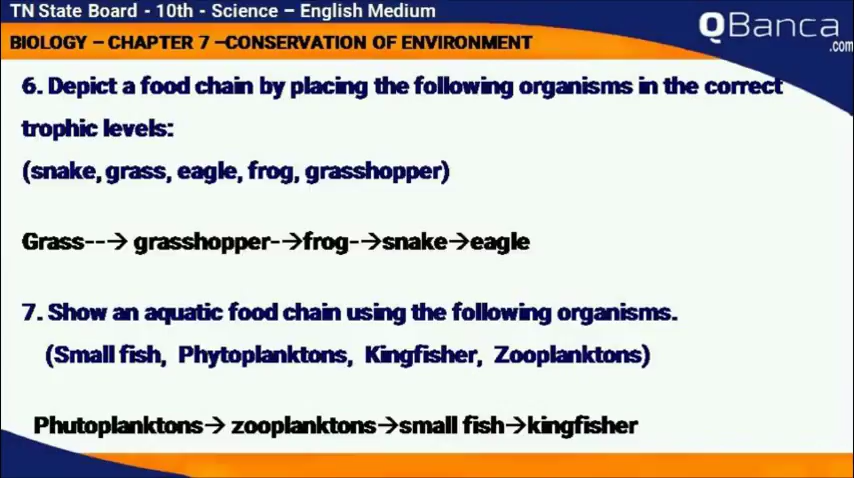 TN State Board - 10th - Science – English Medium
QBanca
.com
BIOLOGY – CHAPTER 7 –CONSERVATION OF ENVIRONMENT
6. Depict a food chain by placing the following organisms in the correct
trophic levels:
(snake, grass, eagle, frog, grasshopper)
Grass--→ grasshopper-→frog-→snake→eagle
7. Show an aquatic food chain using the following organisms.
(Small fish, Phytoplanktons, Kingfisher, Zooplanktons)
Phutoplanktons→ zooplanktons→small fish→kingfisher